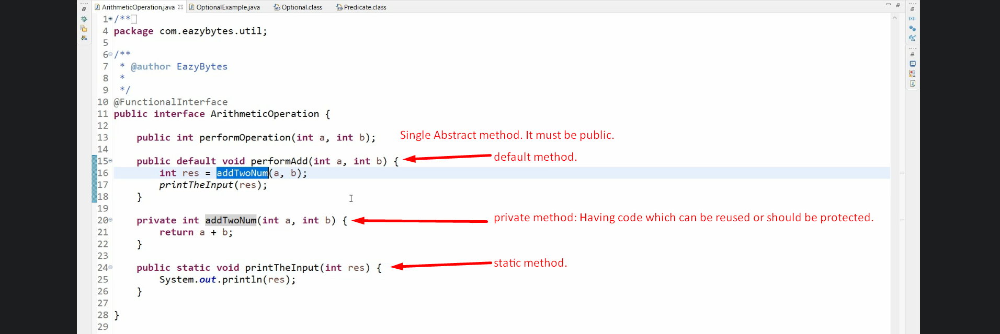 ArithmeticOperation.java OptionalExample.java Optional.class Predicate.class
1 /**
4 package com.eazybytes.util;
5
6 /**
7 * @author EazyBytes
8 *
9 */
10 @FunctionalInterface
11 public interface ArithmeticOperation {
12
13 public int performOperation(int a, int b); Single Abstract method. It must be public.
14
15 public default void performAdd(int a, int b) { default method.
16 int res = addTwoNum(a, b);
17 printTheInput(res);
18 }
19
20 private int addTwoNum(int a, int b) { private method: Having code which can be reused or should be protected.
21 return a + b;
22 }
23
24 public static void printTheInput(int res) { static method.
25 System.out.println(res);
26 }
27
28 }
29